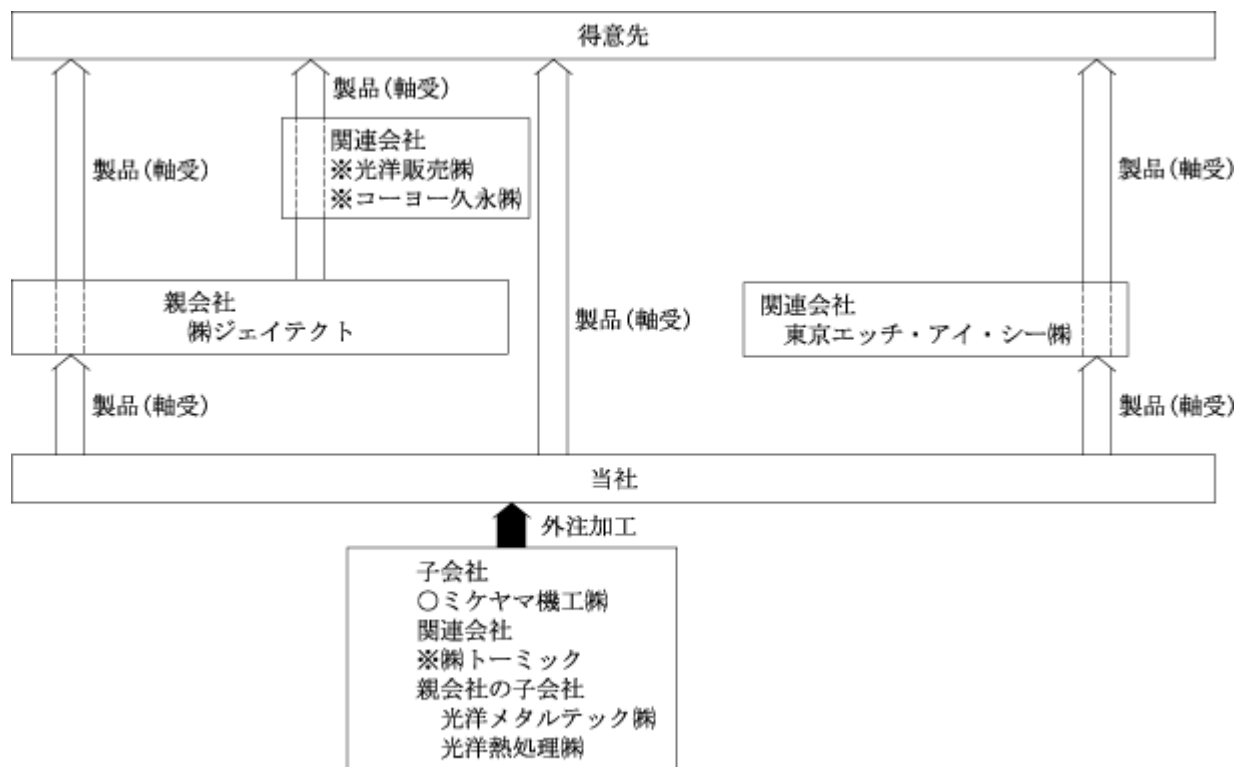 得意先
製品(軸受)
関連会社
※光洋販売㈱
※コーヨー久永㈱
製品(軸受)
製品(軸受)
親会社
㈱ジェイテクト
製品(軸受)
関連会社
東京エッチ・アイ・シー㈱
製品(軸受)
製品(軸受)
当社
外注加工
子会社
○ミケヤマ機工㈱
関連会社
※㈱トーミック
親会社の子会社
光洋メタルテック㈱
光洋熱処理㈱